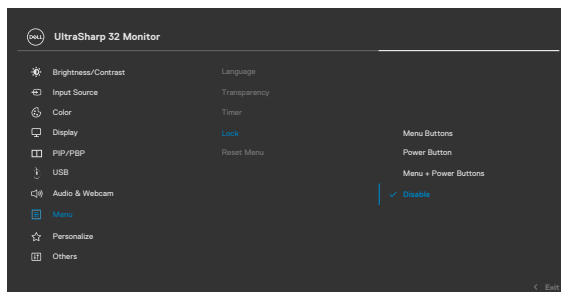 DELL UltraSharp 32 Monitor
Brightness/Contrast
Input Source
Color
Display
PIP/PBP
USB
Audio & Webcam
Menu
Personalize
Others
Language
Transparency
Timer
Lock
Reset Menu
Menu Buttons
Power Button
Menu + Power Buttons
Disable
Exit